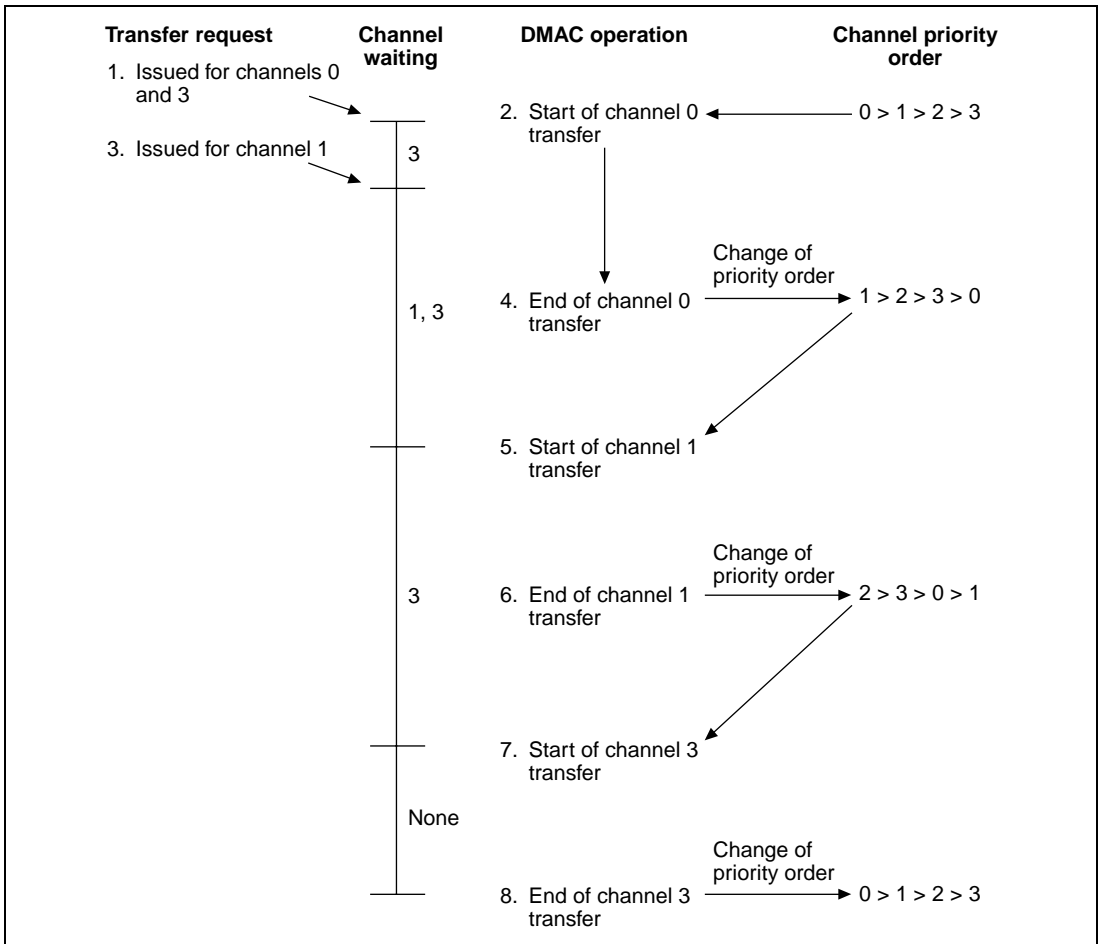 Transfer request
Channel
waiting
DMAC operation
Channel priority
order
1. Issued for channels 0
and 3
2. Start of channel 0
transfer
0 > 1 > 2 > 3
3. Issued for channel 1
3
Change of
priority order
4. End of channel 0
transfer
1 > 2 > 3 > 0
1, 3
5. Start of channel 1
transfer
Change of
priority order
3
6. End of channel 1
transfer
2 > 3 > 0 > 1
7. Start of channel 3
transfer
None
Change of
priority order
8. End of channel 3
transfer
0 > 1 > 2 > 3